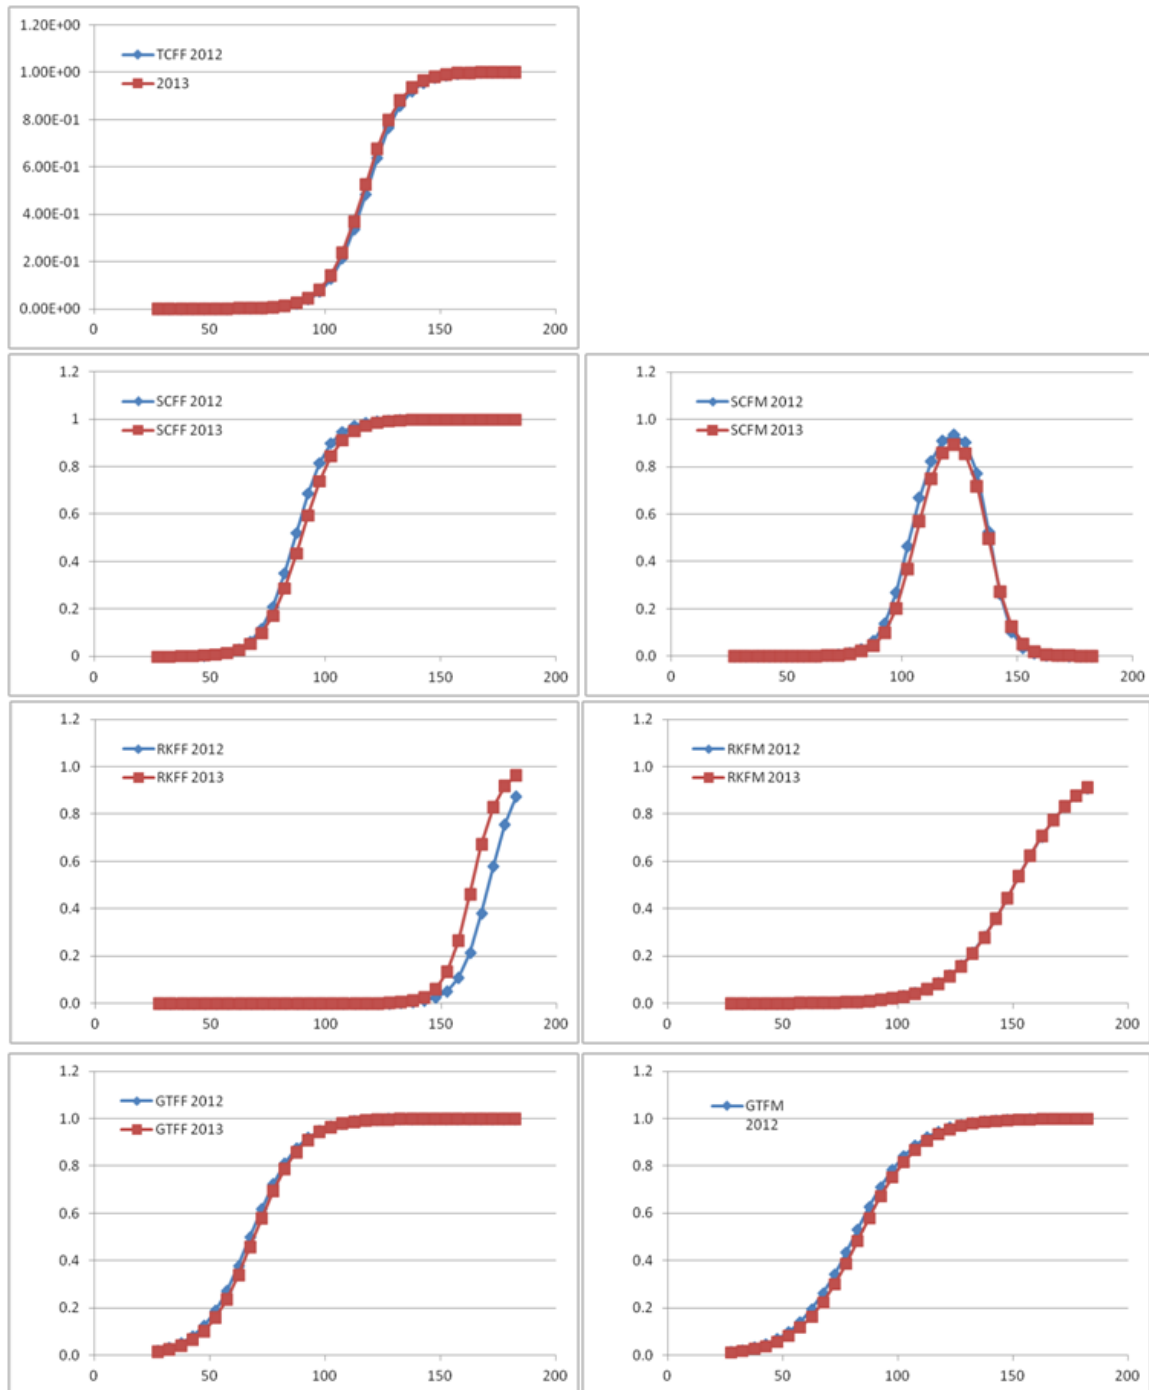 1.20E+00
TCFF 2012
1.00E+00
2013
8.00E-01
6.00E-01
4.00E-01
2.00E-01
0.00E+00
0 50 100 150 200
1.2
SCFF 2012
1
SCFF 2013
0.8
0.6
0.4
0.2
0
0 50 100 150 200
1.2
SCFM 2012
1.0
SCFM 2013
0.8
0.6
0.4
0.2
0.0
0 50 100 150 200
1.2
RKFF 2012
1.0
RKFF 2013
0.8
0.6
0.4
0.2
0.0
0 50 100 150 200
1.2
RKFM 2012
1.0
RKFM 2013
0.8
0.6
0.4
0.2
0.0
0 50 100 150 200
1.2
GTFF 2012
1.0
GTFF 2013
0.8
0.6
0.4
0.2
0.0
0 50 100 150 200
1.2
GTFM
2012
1.0
0.8
0.6
0.4
0.2
0.0
0 50 100 150 200